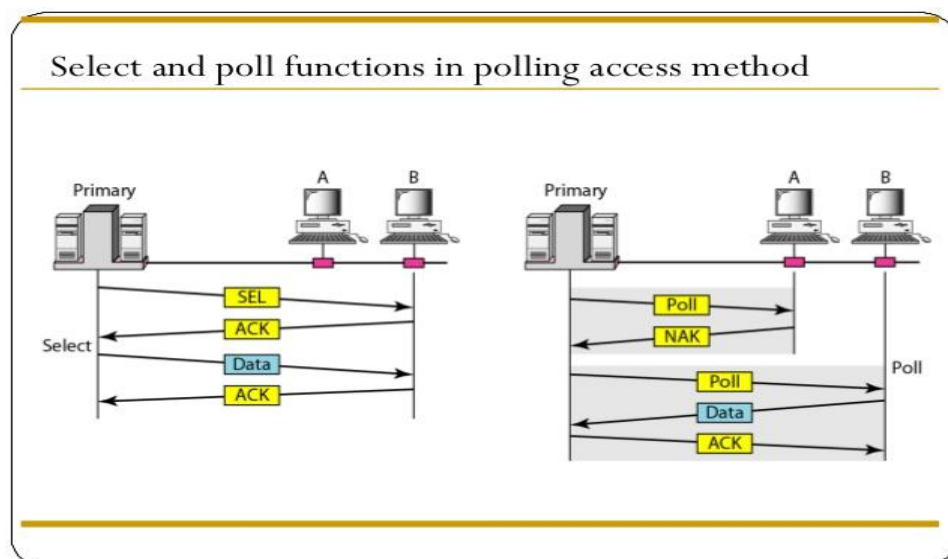 Select and poll functions in polling access method
Primary
A
B
SEL
ACK
Select
Data
ACK
Primary
A
B
Poll
NAK
Poll
Poll
Data
ACK